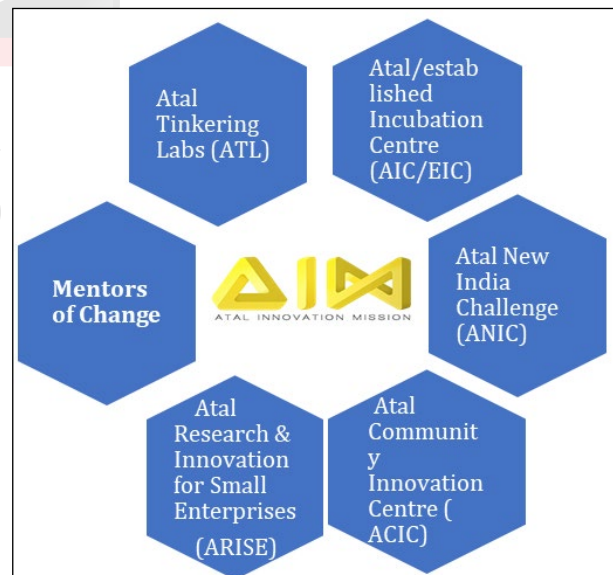 Atal
Tinkering
Labs (ATL)
Atal/estab
lished
Incubation
Centre
(AIC/EIC)
Mentors
of Change
AIM
ATAL INNOVATION MISSION
Atal New
India
Challenge
(ANIC)
Atal
Research &
Innovation
for Small
Enterprises
(ARISE)
Atal
Communit
y
Innovation
Centre (
ACIC)